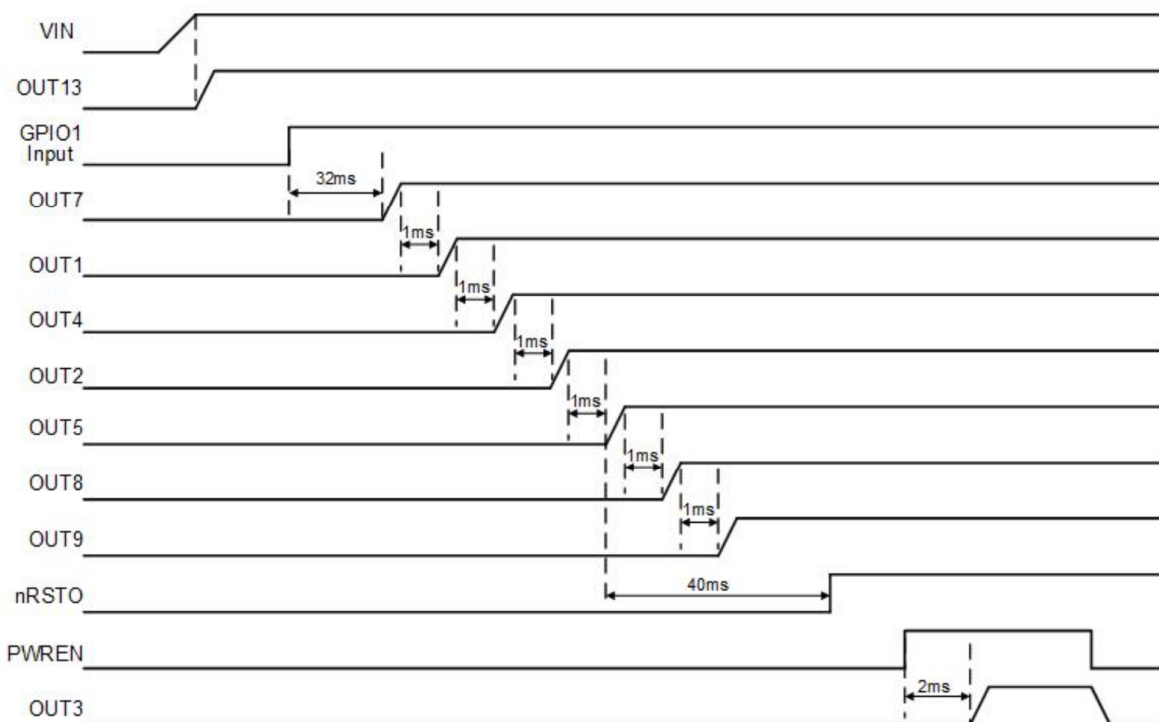 VIN
OUT13
GPIO1
Input
32ms
OUT7
1ms
OUT1
1ms
OUT4
1ms
OUT2
1ms
OUT5
1ms
OUT8
1ms
OUT9
40ms
nRSTO
PWREN
2ms
OUT3